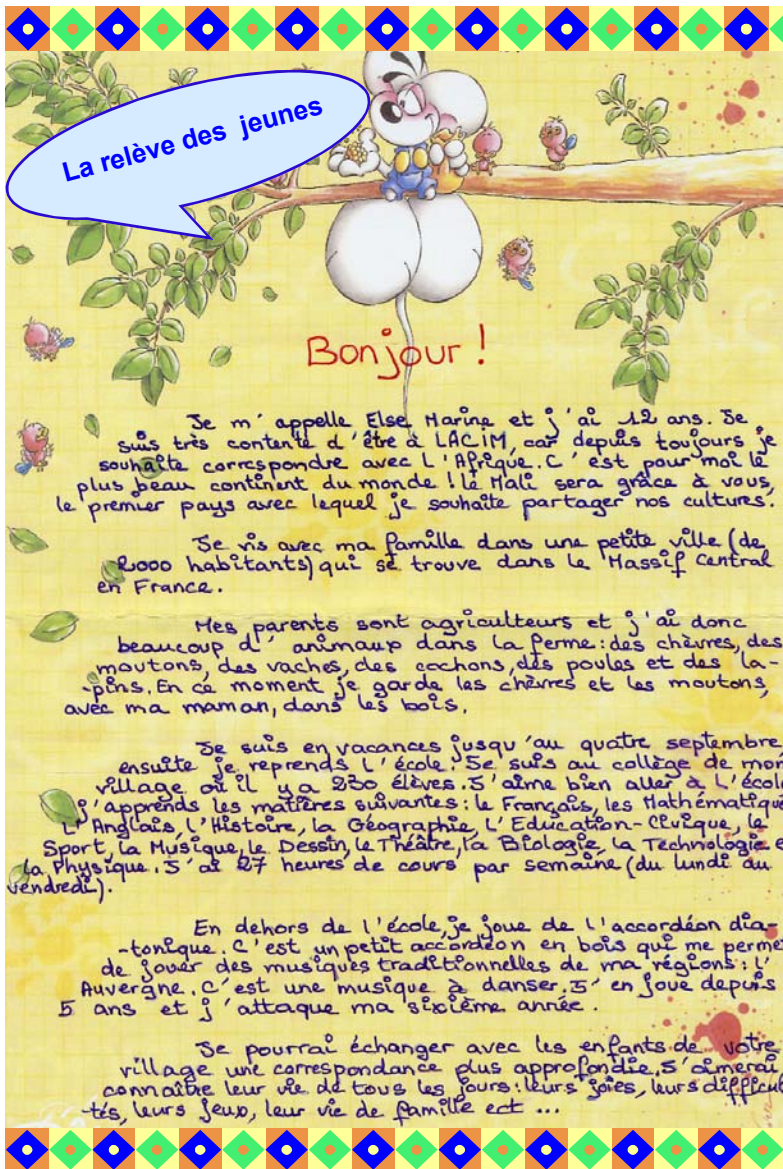 La relève des jeunes
Bonjour !
Je m'appelle Else Marine et j'ai 12 ans. Je
suis très contente d'être à LACIM, car depuis toujours je
souhaite correspondre avec l'Afrique. C'est pour moi le
plus beau continent du monde ! le Mali sera grâce à vous,
le premier pays avec lequel je souhaite partager nos cultures.
Je vis avec ma famille dans une petite ville (de
2000 habitants) qui se trouve dans le Massif Central
en France.
Mes parents sont agriculteurs et j'ai donc
beaucoup d'animaux dans la ferme : des chèvres, des
moutons, des vaches, des cochons, des poules et des la-
-pins. En ce moment je garde les chèvres et les moutons,
avec ma maman, dans les bois.
Je suis en vacances jusqu'au quatre septembre,
ensuite je reprends l'école. Je suis au collège de mon
village où il y a 230 élèves. J'aime bien aller à l'école
j'apprends les matières suivantes : le Français, les Mathématique
L'Anglais, l'Histoire, la Géographie, l'Education-Civique, le
Sport, la Musique, le Dessin, le Théâtre, la Biologie, la Technologie e
la Physique. J'ai 27 heures de cours par semaine (du lundi au
vendredi).
En dehors de l'école, je joue de l'accordéon dia-
-tonique. C'est un petit accordéon en bois qui me permet
de jouer des musiques traditionnelles de ma régions : l'
Auvergne. C'est une musique à danser. J'en joue depuis
5 ans et j'attaque ma sixième année.
Je pourrai échanger avec les enfants de votre
village une correspondance plus approfondie. J'aimerai
connaître leur vie de tous les jours : leurs joies, leurs difficul
-tés, leurs jeux, leur vie de famille ect ...